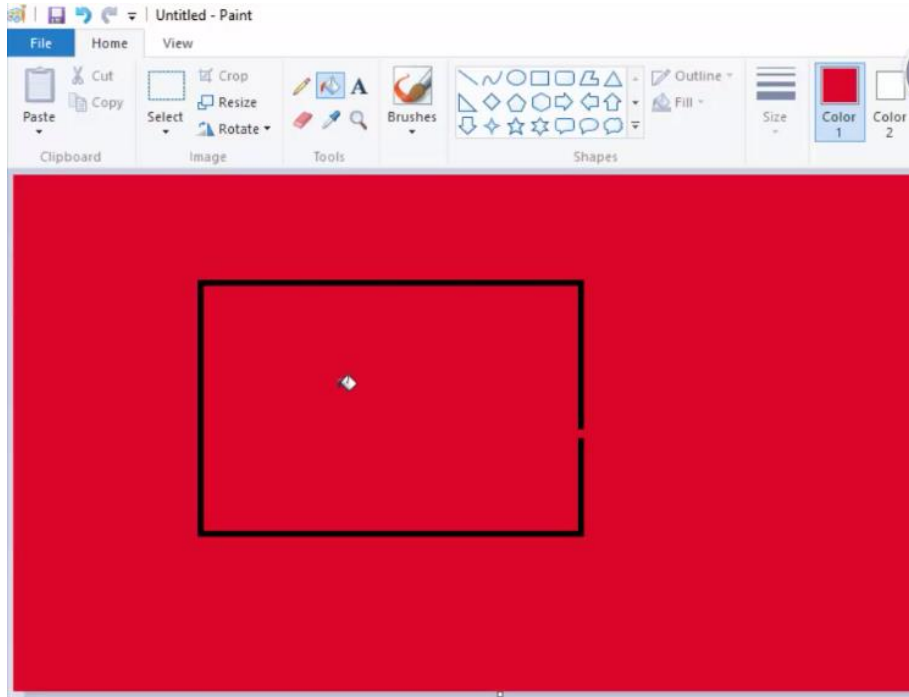 Untitled - Paint
File Home View
Paste
Cut
Copy
Clipboard
Select
Crop
Resize
Rotate
Image
A
Tools
Brushes
Shapes
Outline
Fill
Size
Color 1
Color 2